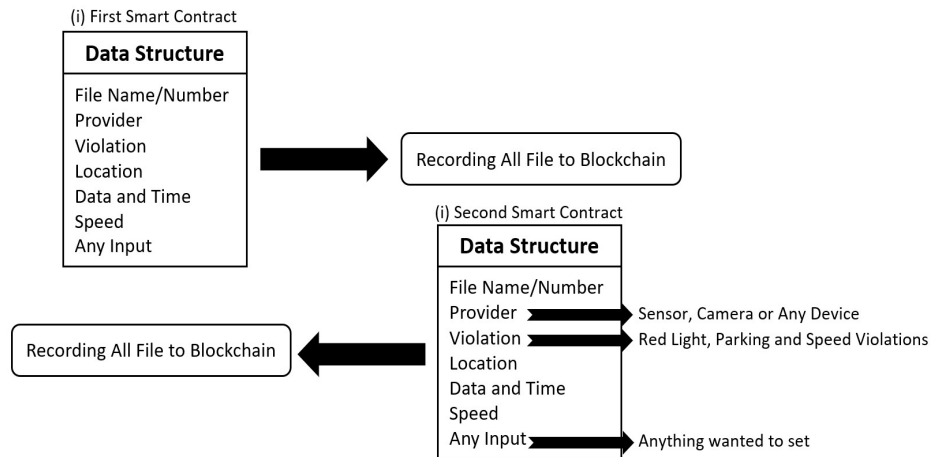 (i) First Smart Contract
Data Structure
File Name/Number
Provider
Violation
Location
Data and Time
Speed
Any Input
Recording All File to Blockchain
(i) Second Smart Contract
Data Structure
File Name/Number
Provider
Sensor, Camera or Any Device
Violation
Red Light, Parking and Speed Violations
Location
Data and Time
Speed
Any Input
Anything wanted to set
Recording All File to Blockchain